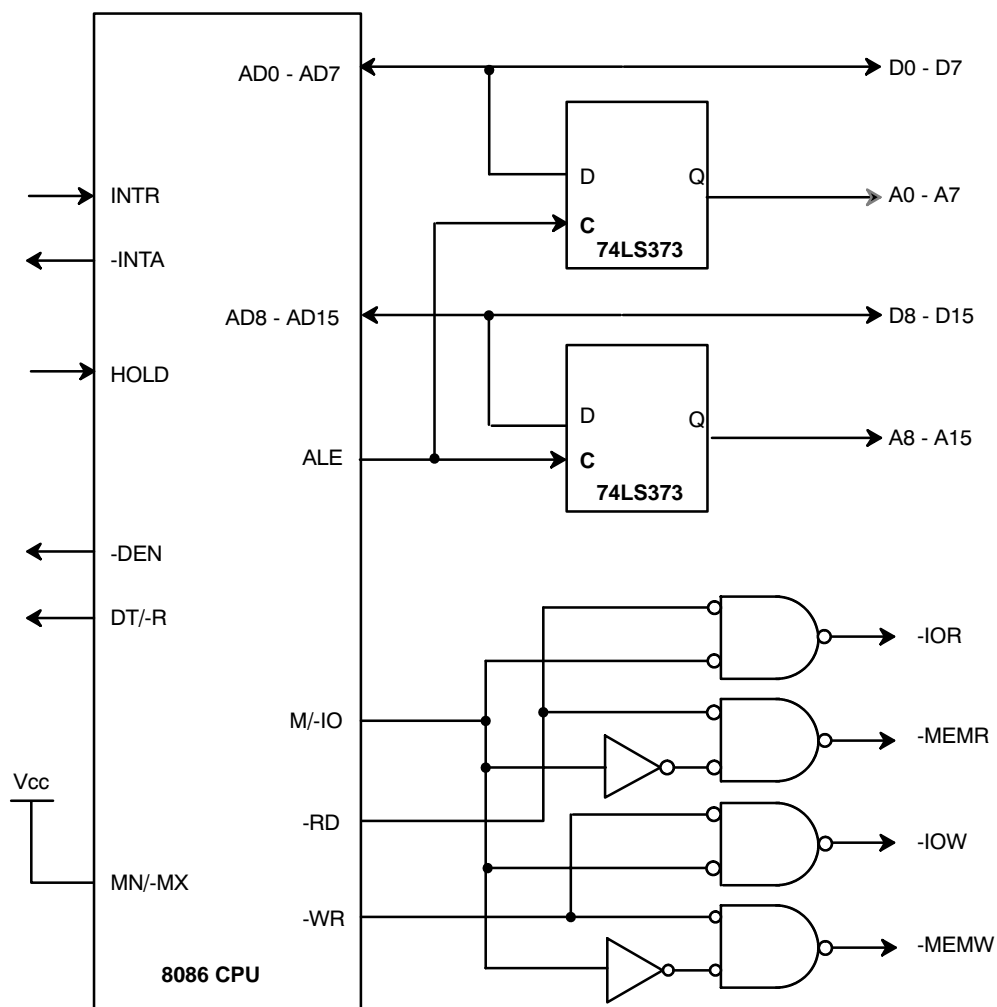 AD0 - AD7
D0 - D7
D
Q
INTR
A0 - A7
C
74LS373
-INTA
AD8 - AD15
D8 - D15
HOLD
D
Q
A8 - A15
ALE
C
74LS373
-DEN
DT/-R
-IOR
M/-IO
-MEMR
Vcc
-RD
-IOW
MN/-MX
-WR
-MEMW
8086 CPU